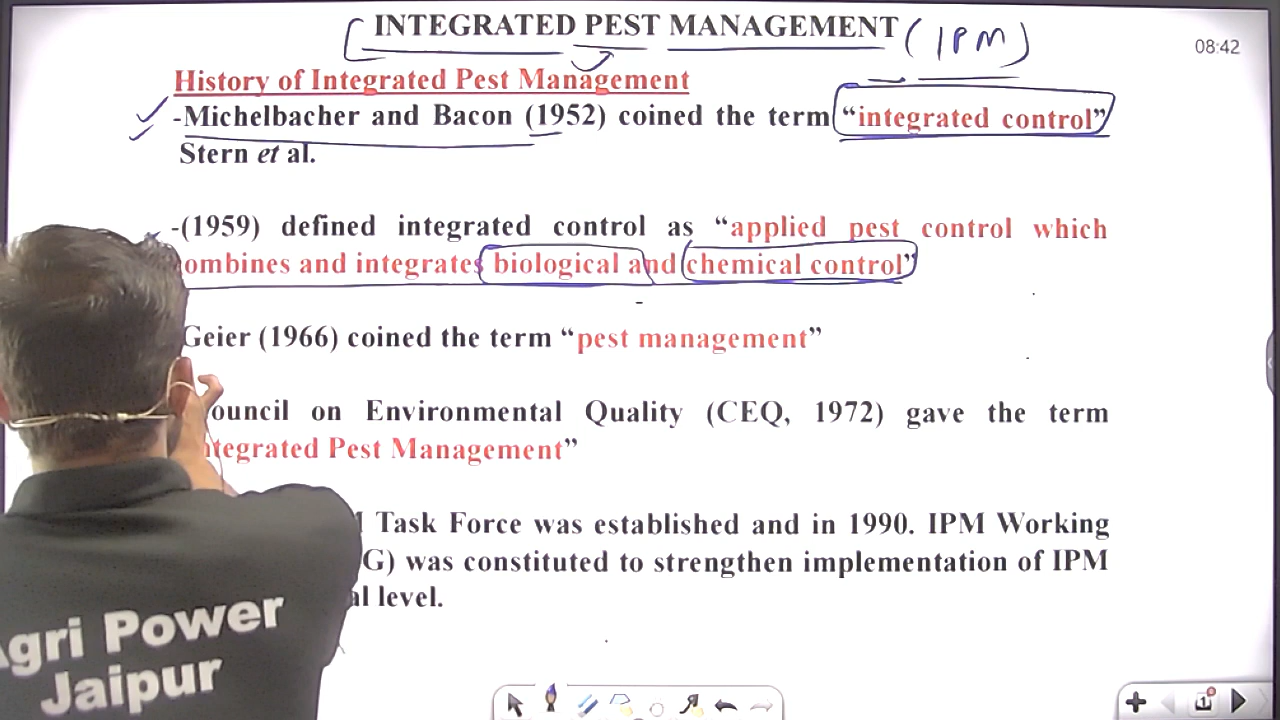 INTEGRATED PEST MANAGEMENT (IPM)
08:42
History of Integrated Pest Management
-Michelbacher and Bacon (1952) coined the term “integrated control”
Stern et al.
-(1959) defined integrated control as “applied pest control which
ombines and integrates biological and chemical control”
Geier (1966) coined the term “pest management”
ouncil on Environmental Quality (CEQ, 1972) gave the term
ntegrated Pest Management”
Task Force was established and in 1990. IPM Working
G) was constituted to strengthen implementation of IPM
al level.
Agri Power
Jaipur